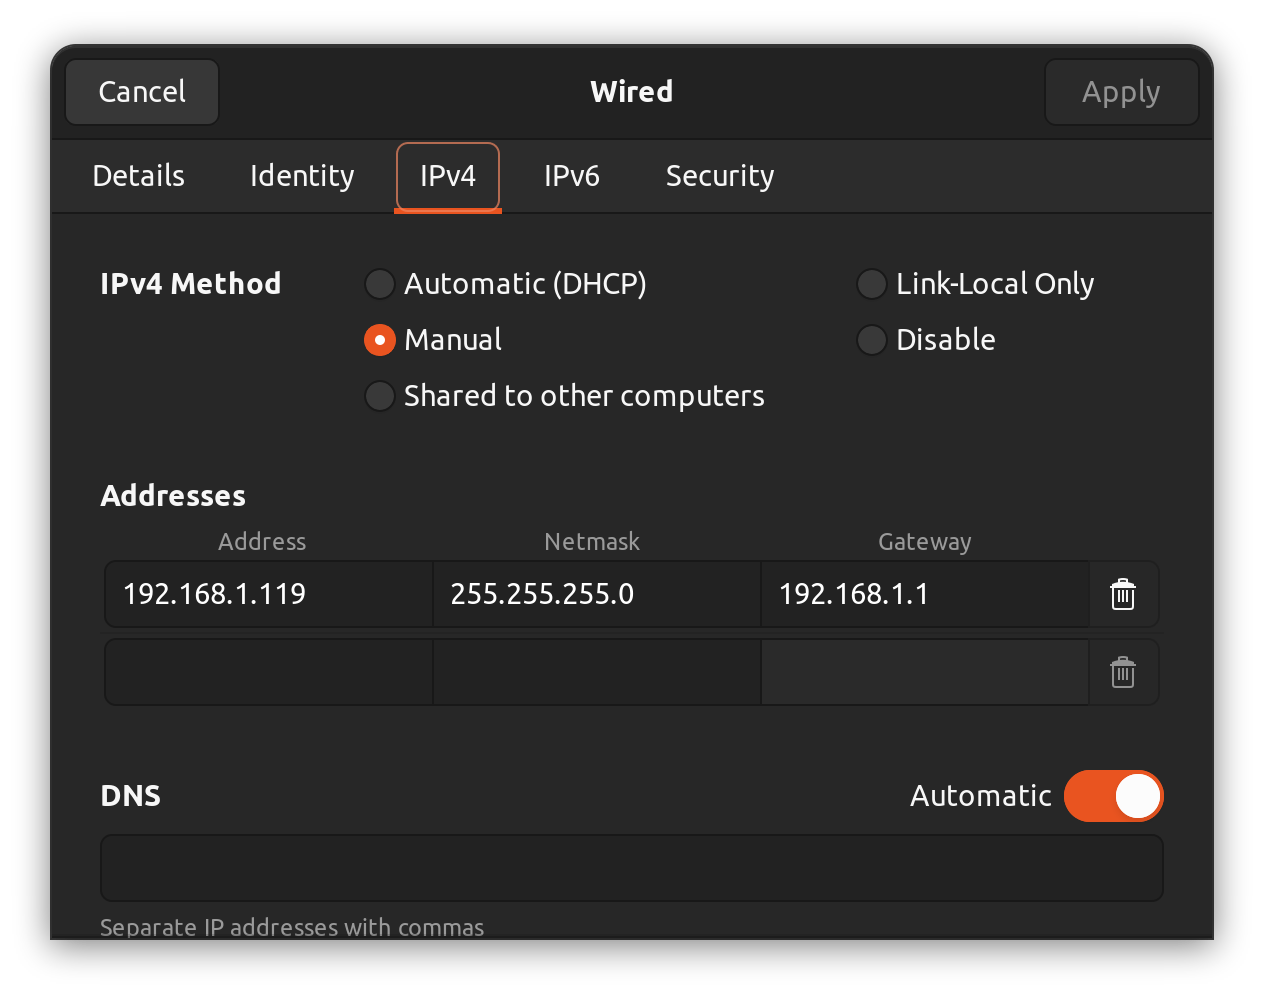 Cancel Wired Apply
Details Identity IPv4 IPv6 Security
IPv4 Method Automatic (DHCP) Link-Local Only
Manual Disable
Shared to other computers
Addresses
Address Netmask Gateway
192.168.1.119 255.255.255.0 192.168.1.1
DNS Automatic
Separate IP addresses with commas